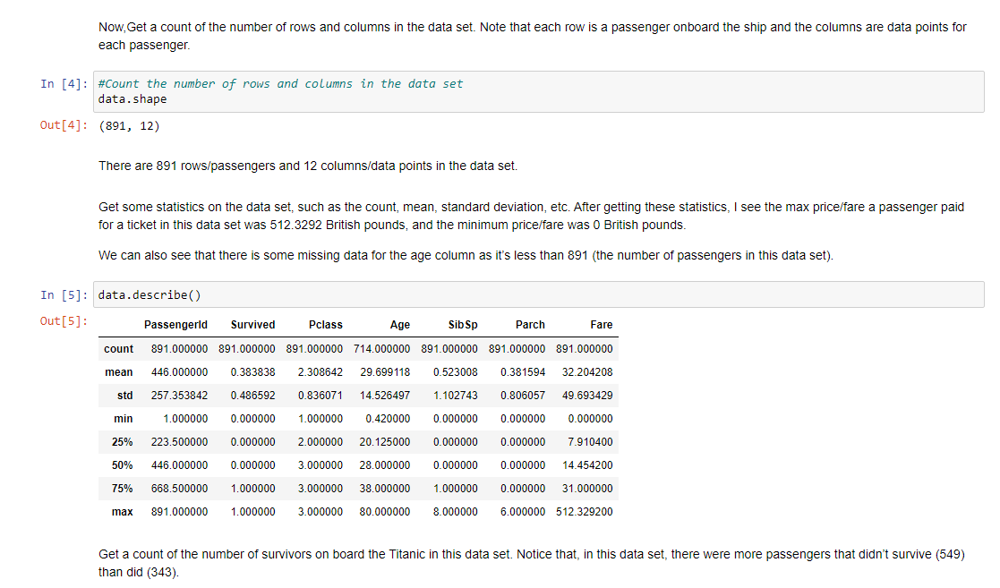 Now,Get a count of the number of rows and columns in the data set. Note that each row is a passenger onboard the ship and the columns are data points for
each passenger.
In [4]: #Count the number of rows and columns in the data set
data.shape
Out[4]: (891, 12)
There are 891 rows/passengers and 12 columns/data points in the data set.
Get some statistics on the data set, such as the count, mean, standard deviation, etc. After getting these statistics, I see the max price/fare a passenger paid
for a ticket in this data set was 512.3292 British pounds, and the minimum price/fare was 0 British pounds.
We can also see that there is some missing data for the age column as it's less than 891 (the number of passengers in this data set).
In [5]: data.describe()
Out[5]:
PassengerId Survived Pclass Age SibSp Parch Fare
count 891.000000 891.000000 891.000000 714.000000 891.000000 891.000000 891.000000
mean 446.000000 0.383838 2.308642 29.699118 0.523008 0.381594 32.204208
std 257.353842 0.486592 0.836071 14.526497 1.102743 0.806057 49.693429
min 1.000000 0.000000 1.000000 0.420000 0.000000 0.000000 0.000000
25% 223.500000 0.000000 2.000000 20.125000 0.000000 0.000000 7.910400
50% 446.000000 0.000000 3.000000 28.000000 0.000000 0.000000 14.454200
75% 668.500000 1.000000 3.000000 38.000000 1.000000 0.000000 31.000000
max 891.000000 1.000000 3.000000 80.000000 8.000000 6.000000 512.329200
Get a count of the number of survivors on board the Titanic in this data set. Notice that, in this data set, there were more passengers that didn't survive (549)
than did (343).